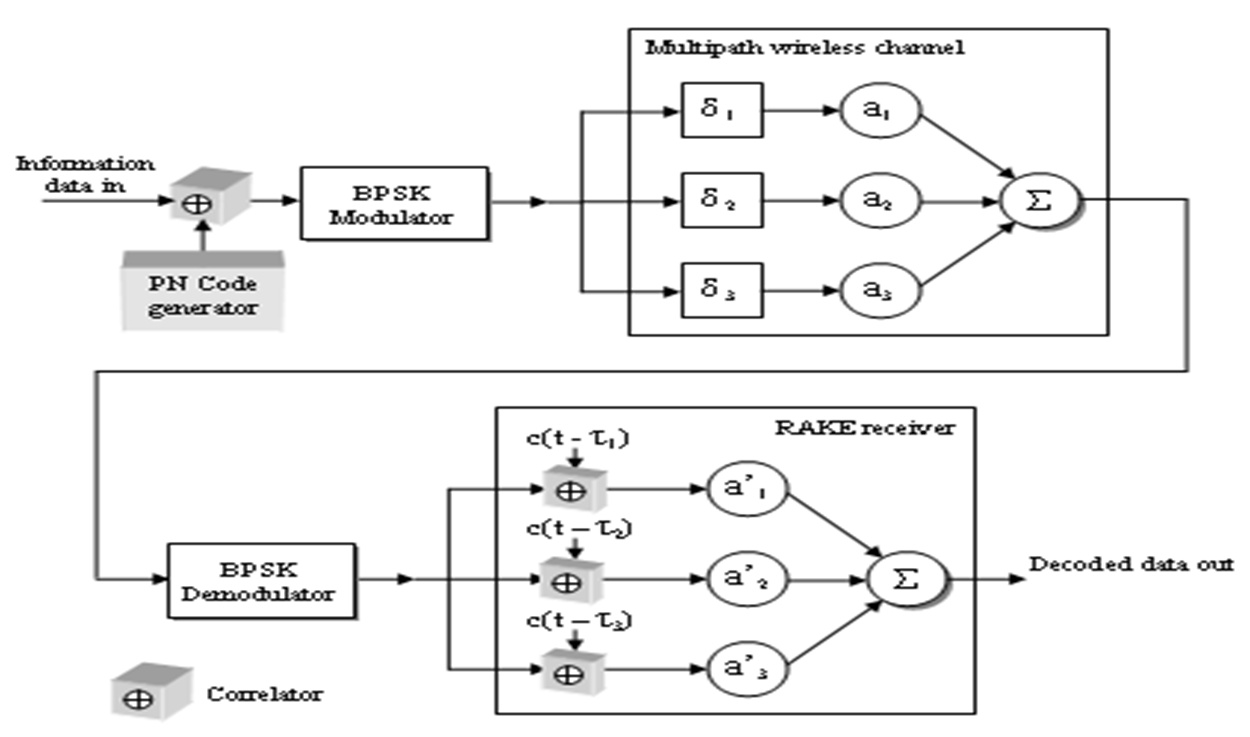 Multipath wireless channel
δ1
a1
Information
data in
⊕
BPSK
Modulator
δ2
a2
Σ
PN Code
generator
δ3
a3
RAKE receiver
c(t - τ1)
⊕
a'1
c(t – τ2)
BPSK
Demodulator
⊕
a'2
Σ
Decoded data out
c(t – τ3)
⊕
a'3
⊕
Correlator